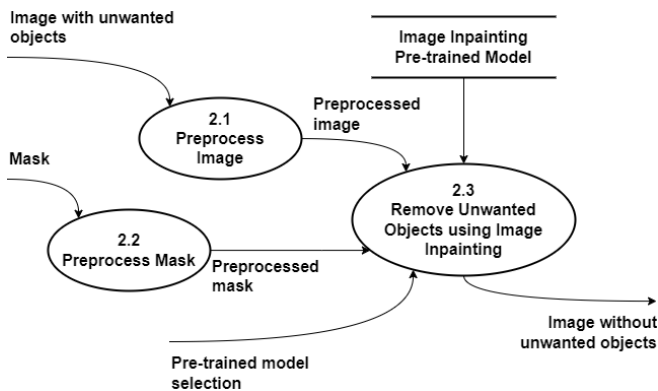 Image with unwanted
objects
Image Inpainting
Pre-trained Model
2.1
Preprocess
Image
Preprocessed
image
Mask
2.3
Remove Unwanted
Objects using Image
Inpainting
2.2
Preprocess Mask
Preprocessed
mask
Image without
unwanted objects
Pre-trained model
selection